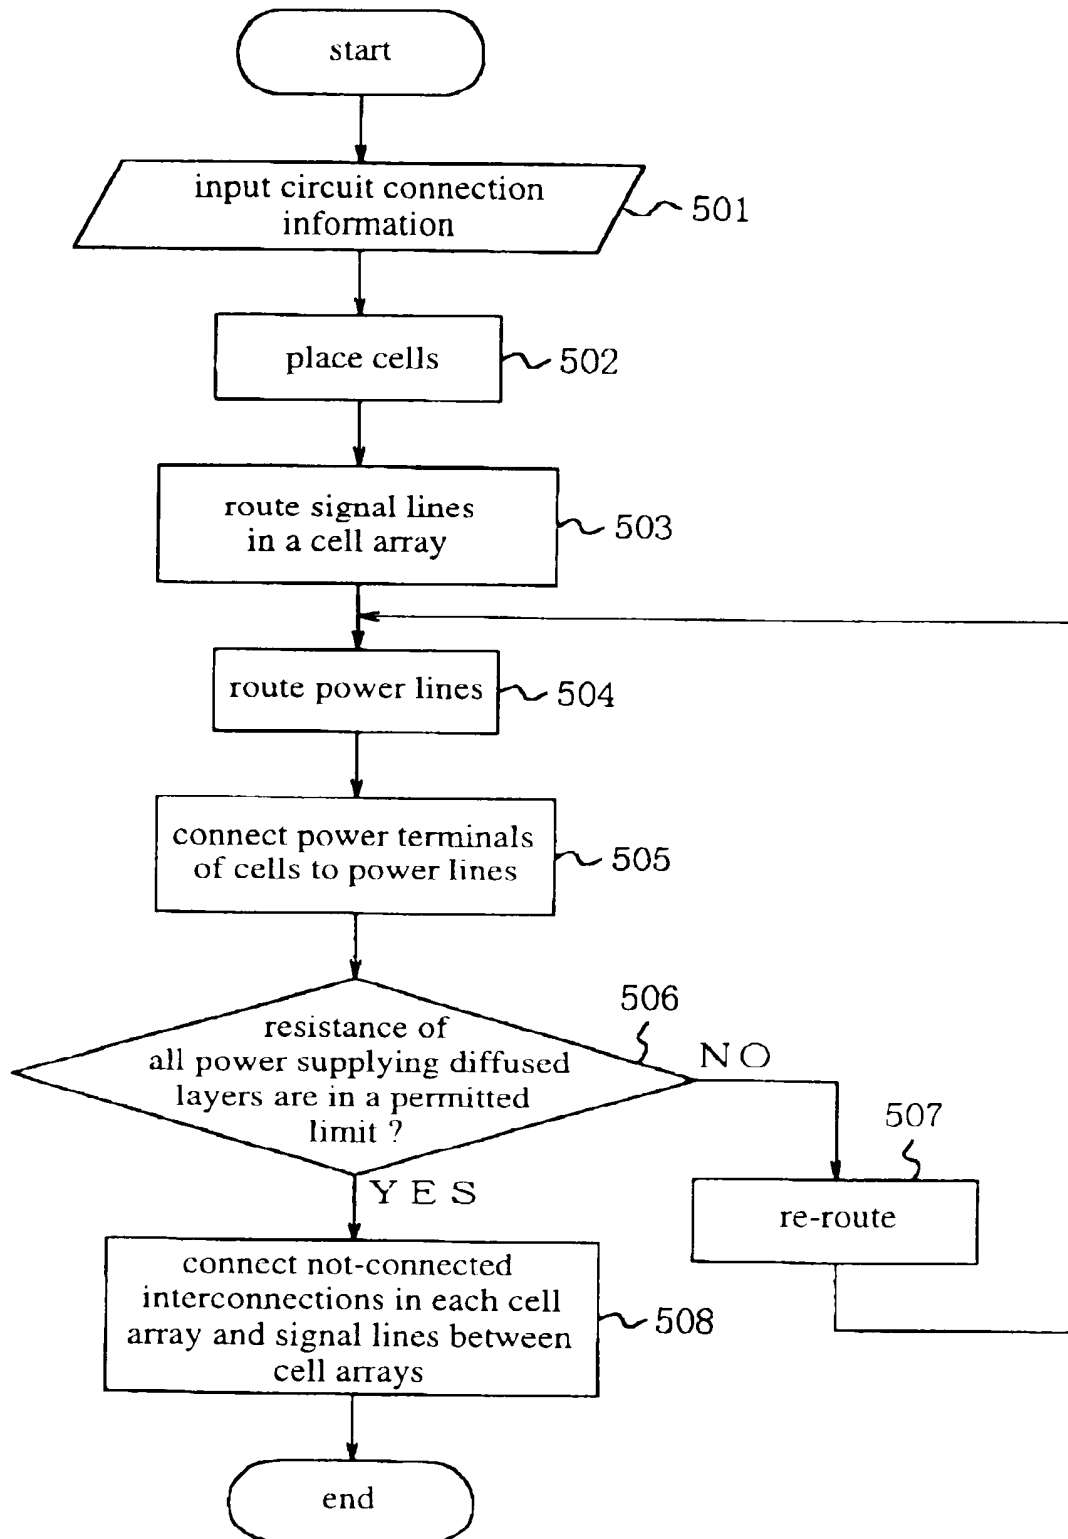 start
input circuit connection
information
501
place cells
502
route signal lines
in a cell array
503
route power lines
504
connect power terminals
of cells to power lines
505
506
resistance of
all power supplying diffused
layers are in a permitted
limit ?
NO
507
re-route
YES
connect not-connected
interconnections in each cell
array and signal lines between
cell arrays
508
end